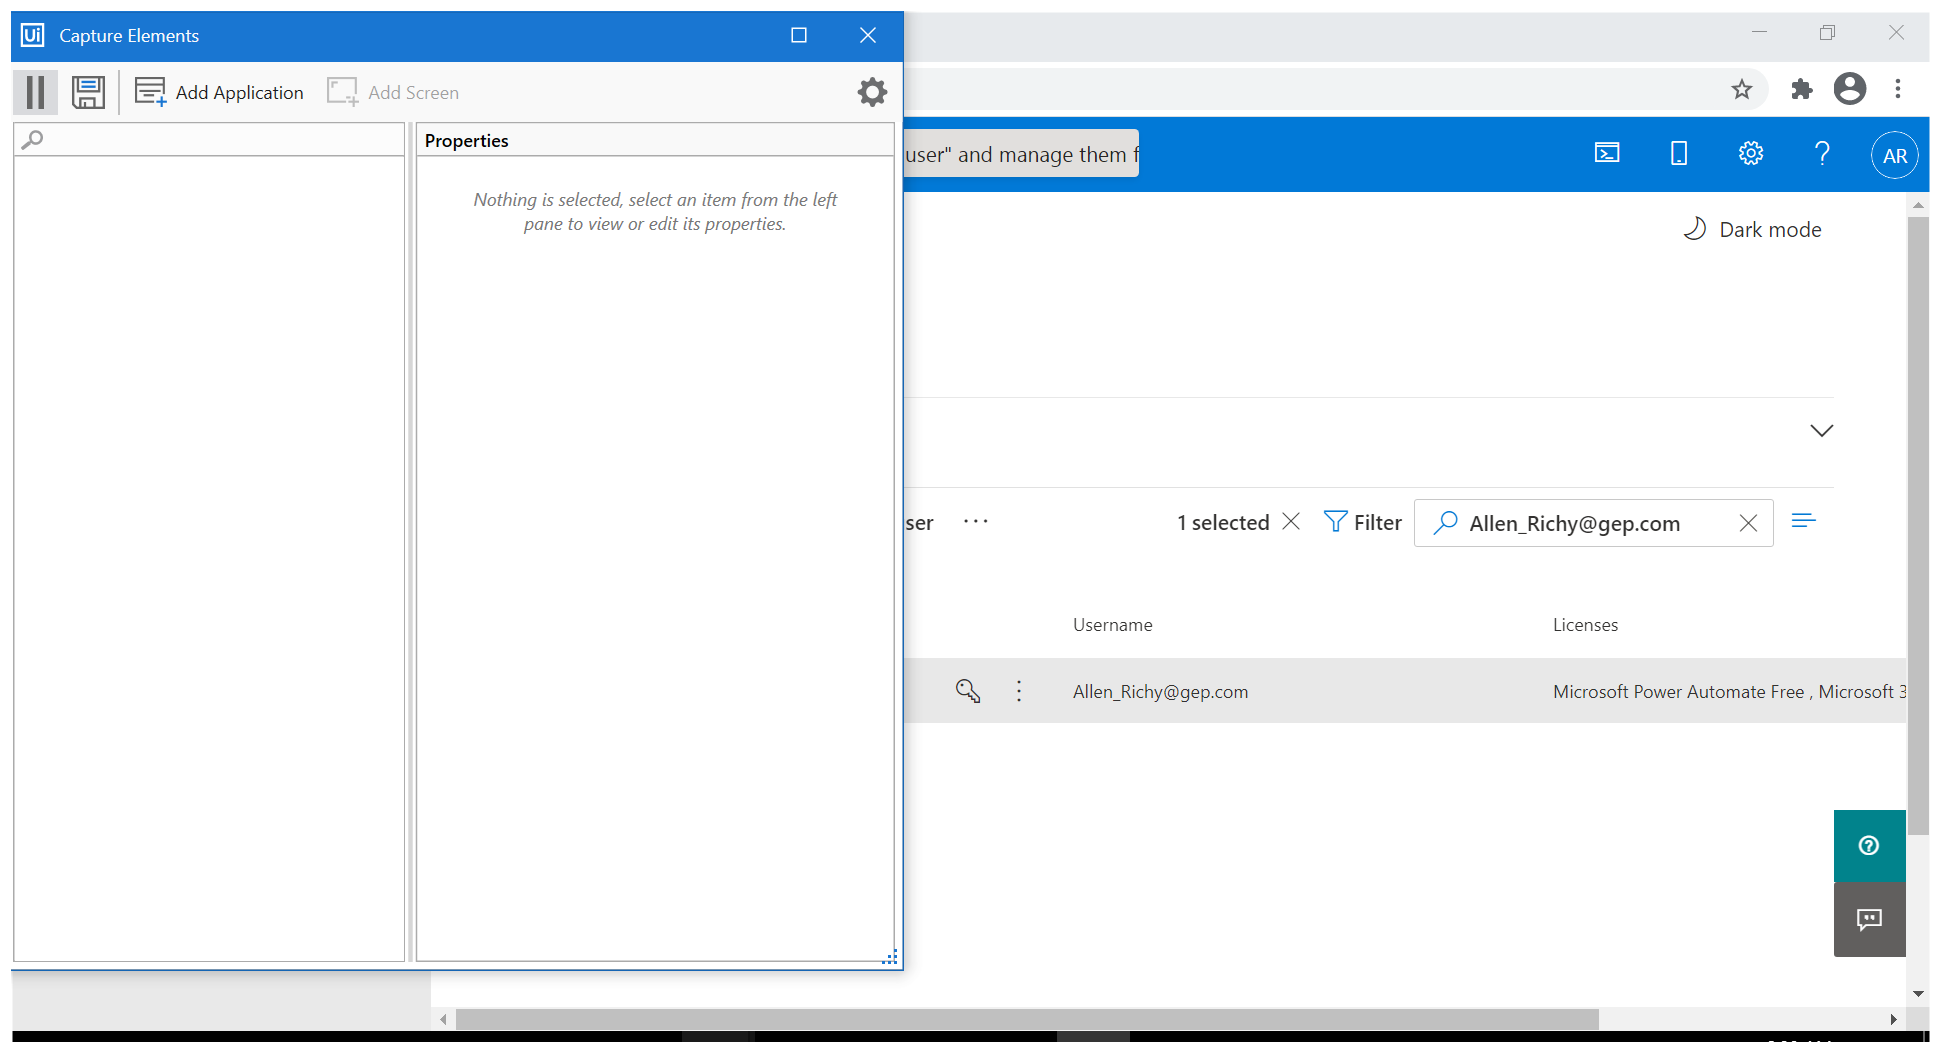 Ui Capture Elements
Add Application Add Screen
Properties
Nothing is selected, select an item from the left
pane to view or edit its properties.
user" and manage them f
AR
Dark mode
ser ...
1 selected
Filter
Allen_Richy@gep.com
Username
Licenses
Allen_Richy@gep.com
Microsoft Power Automate Free , Microsoft 3